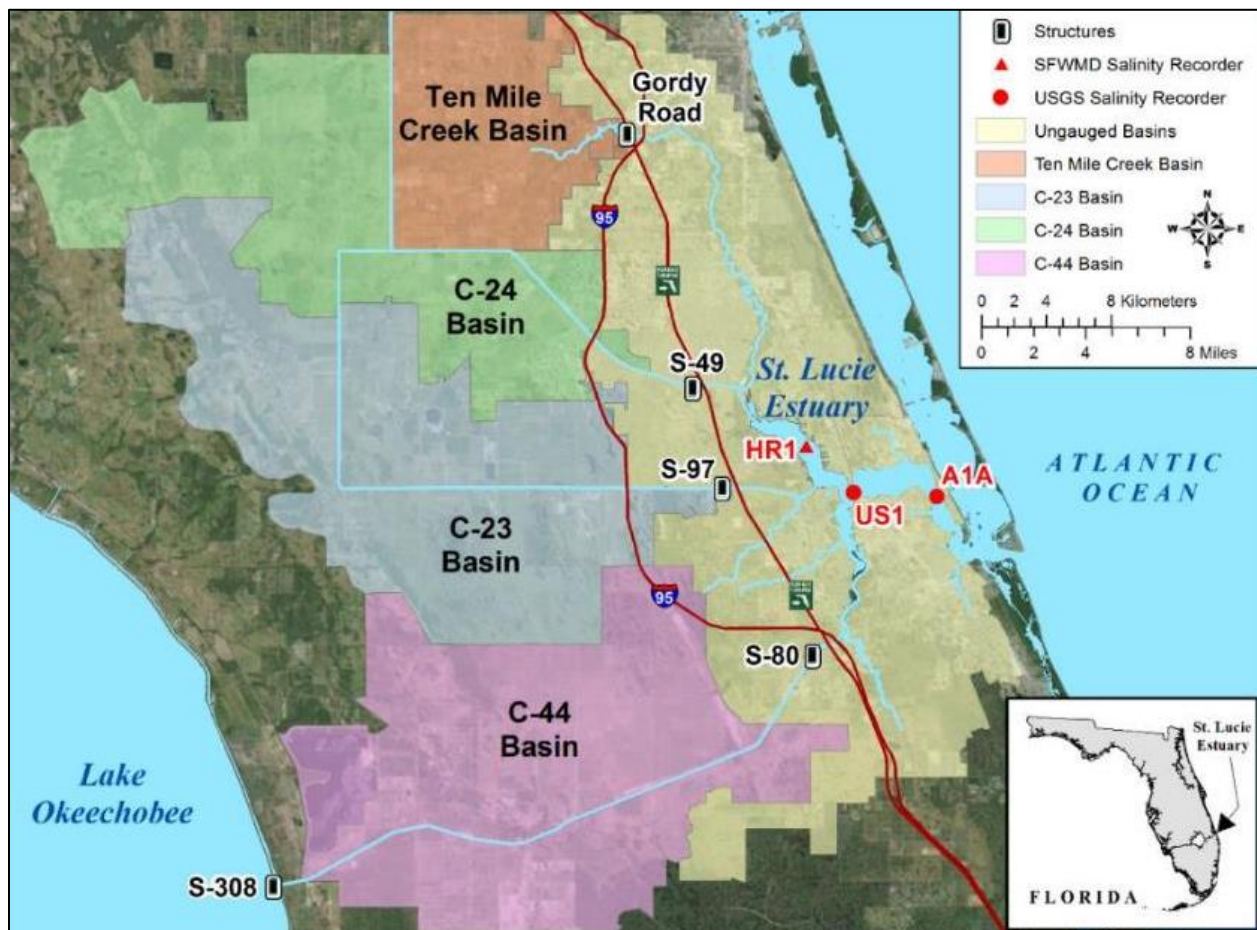 Structures
SFWMD Salinity Recorder
USGS Salinity Recorder
Ungauged Basins
Ten Mile Creek Basin
C-23 Basin
C-24 Basin
C-44 Basin
N
W
E
S
0 2 4 8 Kilometers
0 2 4 8 Miles
Ten Mile
Creek Basin
Gordy
Road
95
C-24
Basin
S-49
St. Lucie
Estuary
HR1
S-97
A1A
US1
ATLANTIC
OCEAN
C-23
Basin
95
S-80
C-44
Basin
Lake
Okeechobee
S-308
St. Lucie
Estuary
FLORIDA